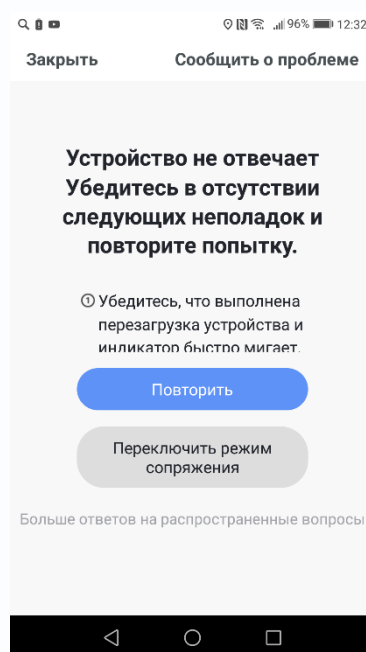 96% 12:32
Закрыть Сообщить о проблеме
Устройство не отвечает
Убедитесь в отсутствии
следующих неполадок и
повторите попытку.
① Убедитесь, что выполнена
перезагрузка устройства и
индикатор быстро мигает.
Повторить
Переключить режим
сопряжения
Больше ответов на распространенные вопросы